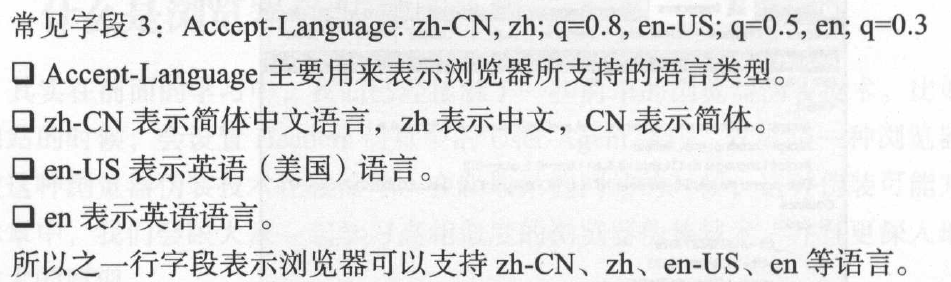 常见字段 3：Accept-Language: zh-CN, zh; q=0.8, en-US; q=0.5, en; q=0.3
❑ Accept-Language 主要用来表示浏览器所支持的语言类型。
❑ zh-CN 表示简体中文语言，zh 表示中文，CN 表示简体。
❑ en-US 表示英语（美国）语言。
❑ en 表示英语语言。
所以之一行字段表示浏览器可以支持 zh-CN、zh、en-US、en 等语言。